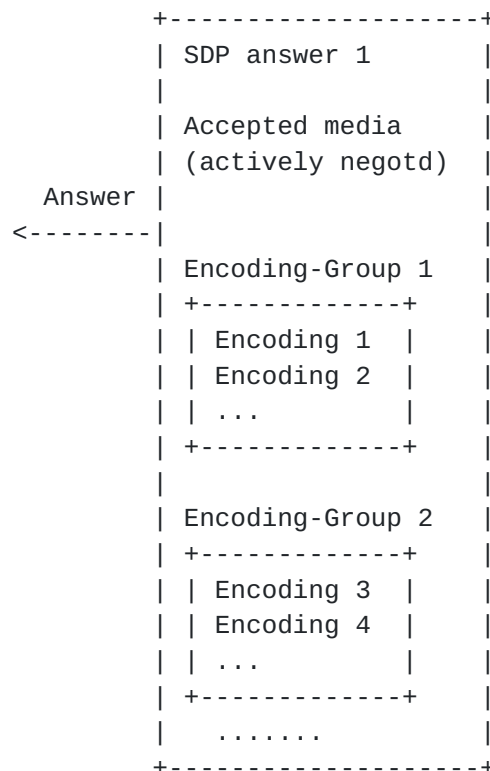 SDP answer 1
Accepted media
(actively negotd)
Answer
Encoding-Group 1
Encoding 1
Encoding 2
...
Encoding-Group 2
Encoding 3
Encoding 4
...
.......